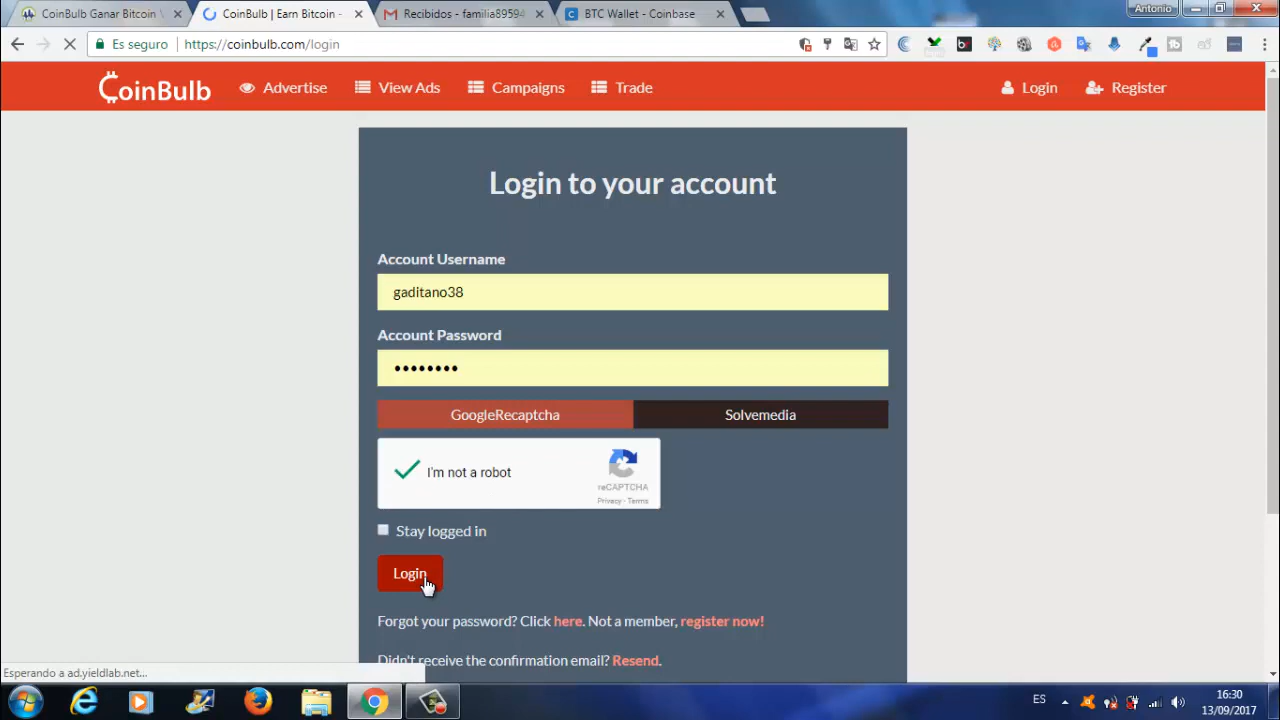 CoinBulb Ganar Bitcoin
CoinBulb | Earn Bitcoin -
Recibidos - familia89594
BTC Wallet - Coinbase
Antonio
Es seguro
https://coinbulb.com/login
CoinBulb
Advertise
View Ads
Campaigns
Trade
Login
Register
Login to your account
Account Username
gaditano38
Account Password
GoogleRecaptcha
Solvemedia
I'm not a robot
reCAPTCHA
Privacy - Terms
Stay logged in
Login
Forgot your password? Click here. Not a member, register now!
Didn't receive the confirmation email? Resend.
Esperando a ad.yieldlab.net...
ES
16:30
13/09/2017